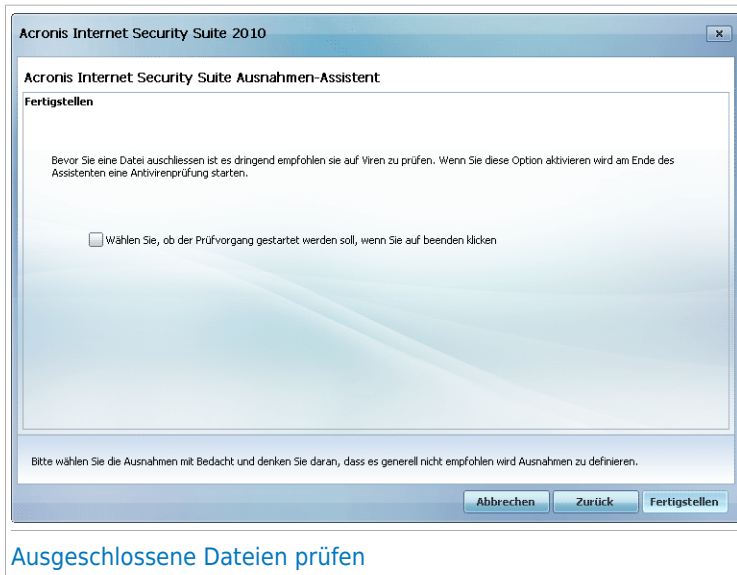 Acronis Internet Security Suite 2010
Acronis Internet Security Suite Ausnahmen-Assistent
Fertigstellen
Bevor Sie eine Datei auschliessen ist es dringend empfohlen sie auf Viren zu prüfen. Wenn Sie diese Option aktivieren wird am Ende des
Assistenten eine Antivirenprüfung starten.
Wählen Sie, ob der Prüfvorgang gestartet werden soll, wenn Sie auf beenden klicken
Bitte wählen Sie die Ausnahmen mit Bedacht und denken Sie daran, dass es generell nicht empfohlen wird Ausnahmen zu definieren.
Abbrechen Zurück Fertigstellen
Ausgeschlossene Dateien prüfen